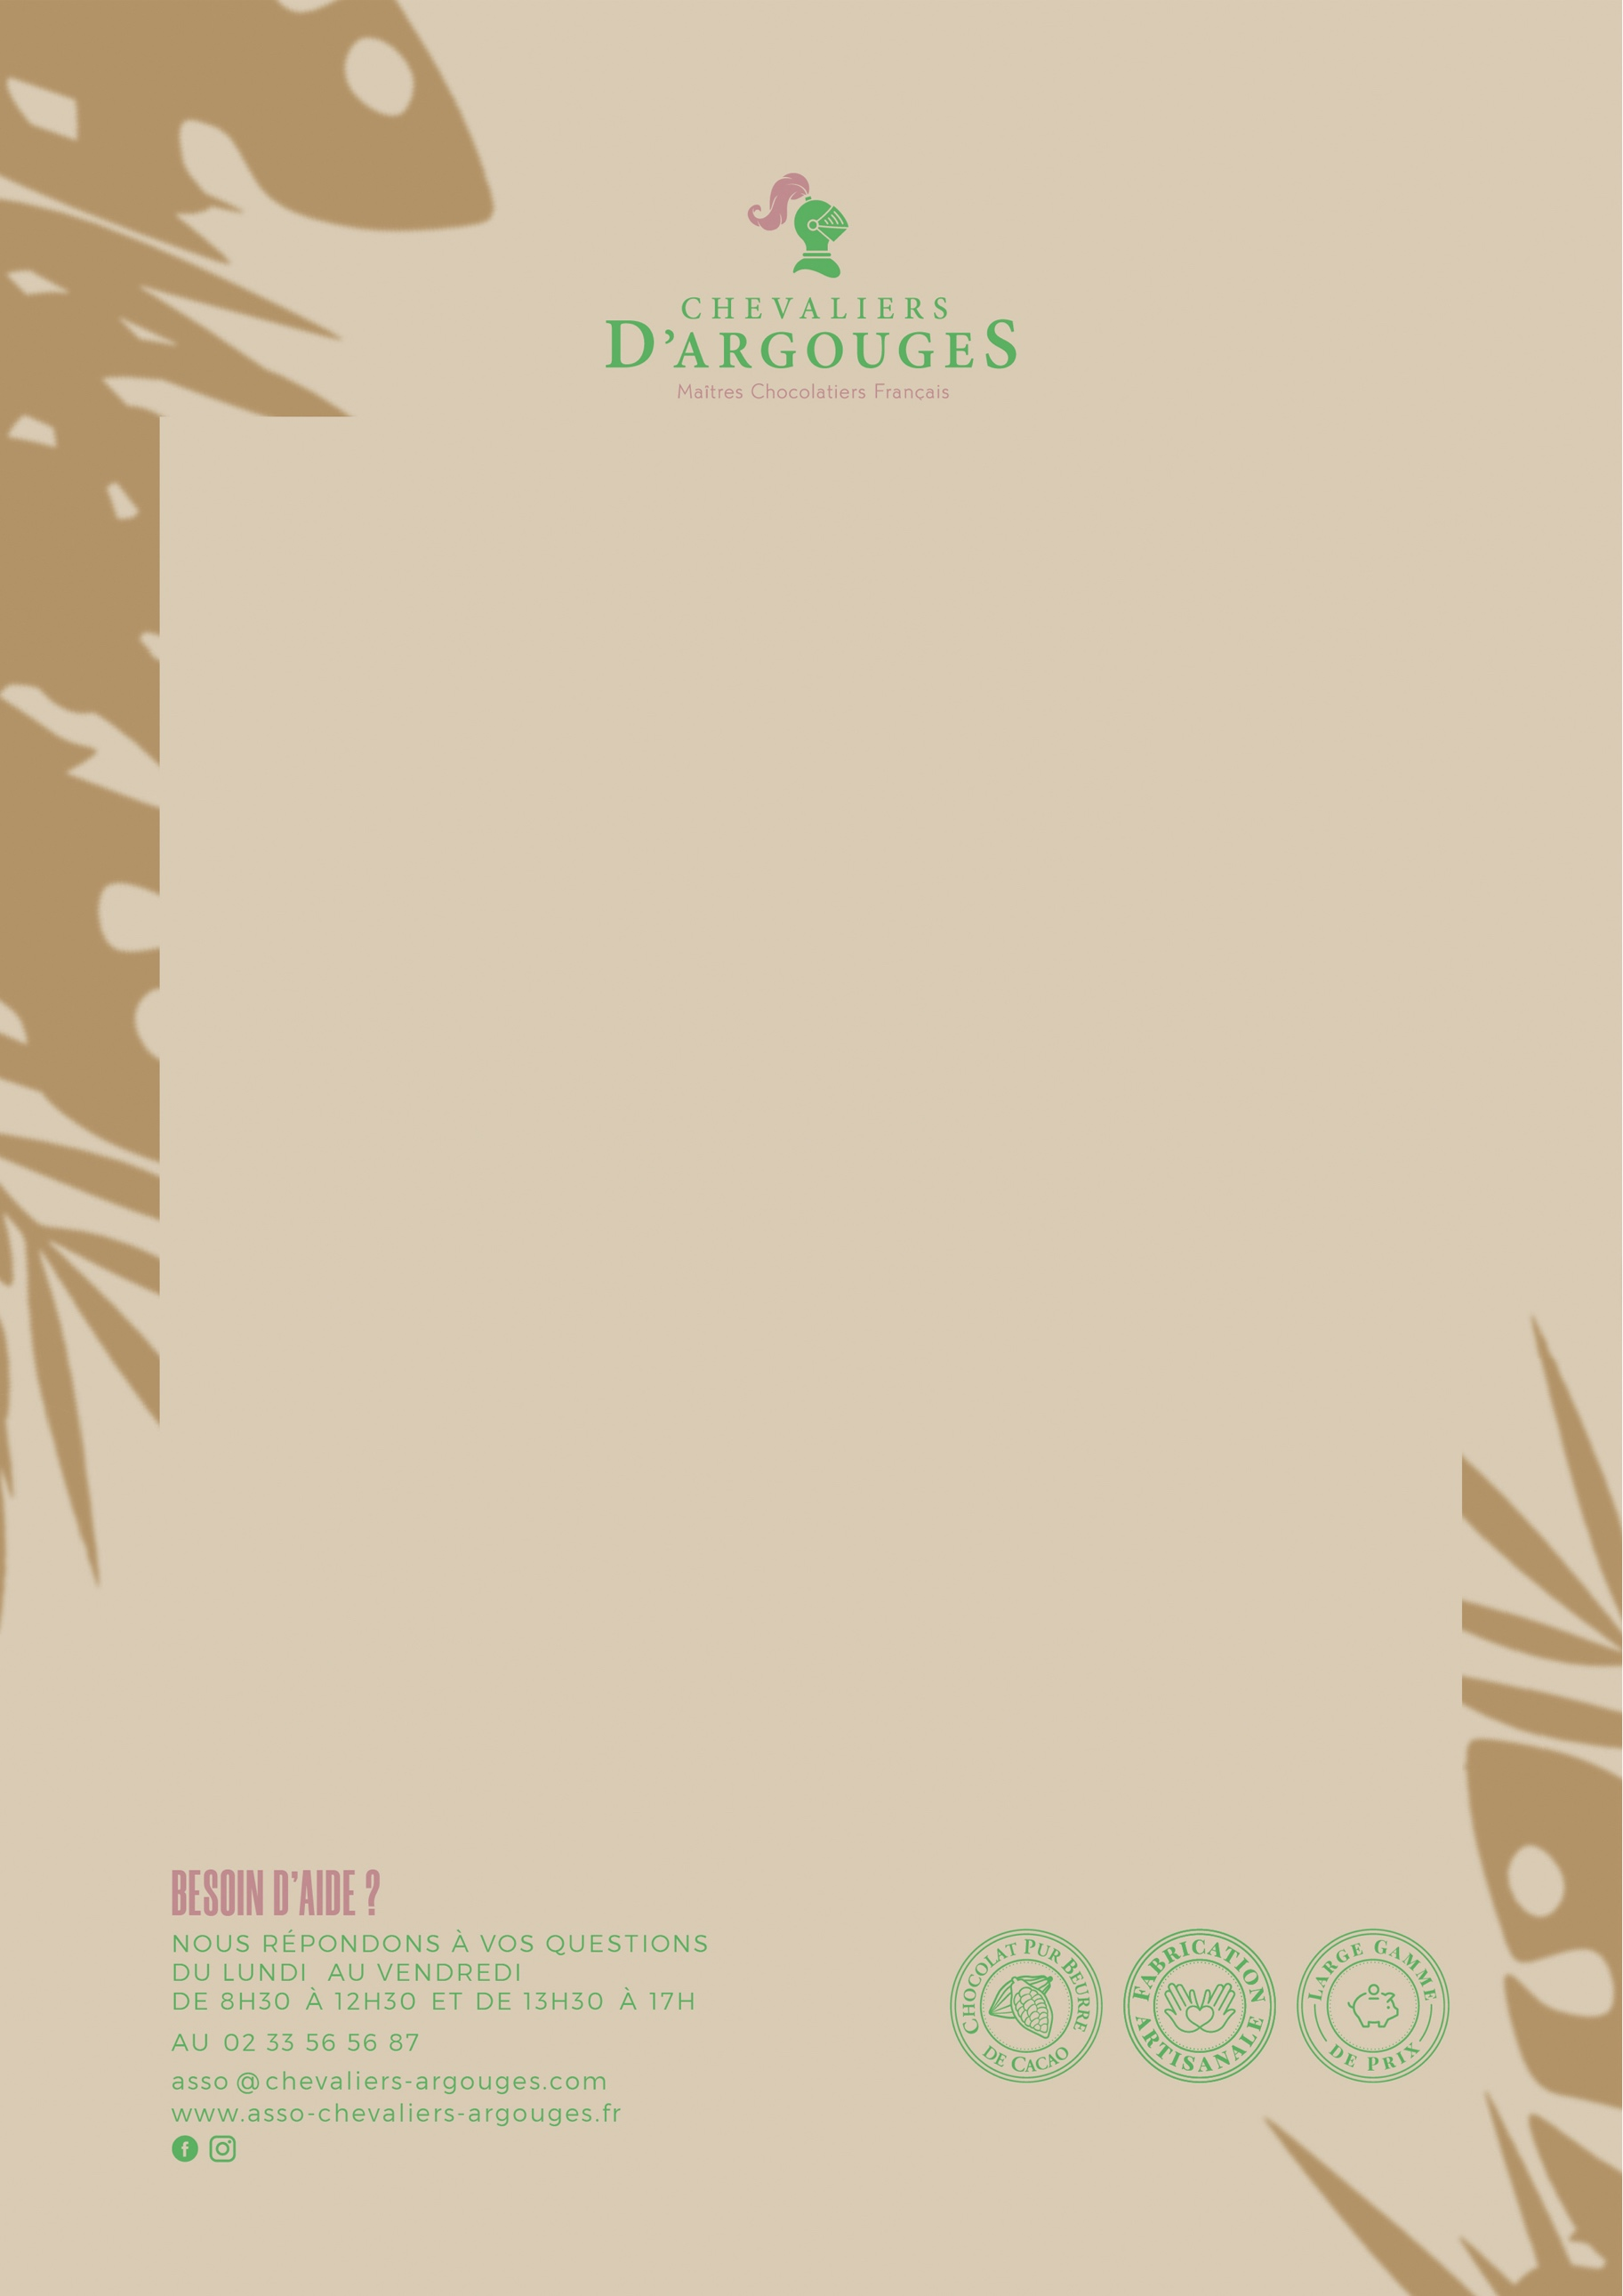 CHEVALIERS
D'ARGOUGES
Maîtres Chocolatiers Français
BESOIN D'AIDE ?
NOUS RÉPONDONS À VOS QUESTIONS
DU LUNDI AU VENDREDI
DE 8H30 À 12H30 ET DE 13H30 À 17H
AU 02 33 56 56 87
asso @ chevaliers-argouges.com
www.asso-chevaliers-argouges.fr
CHOCOLAT PUR BEURRE
DE CACAO
FABRICATION
ARTISANALE
LARGE GAMME
DE PRIX